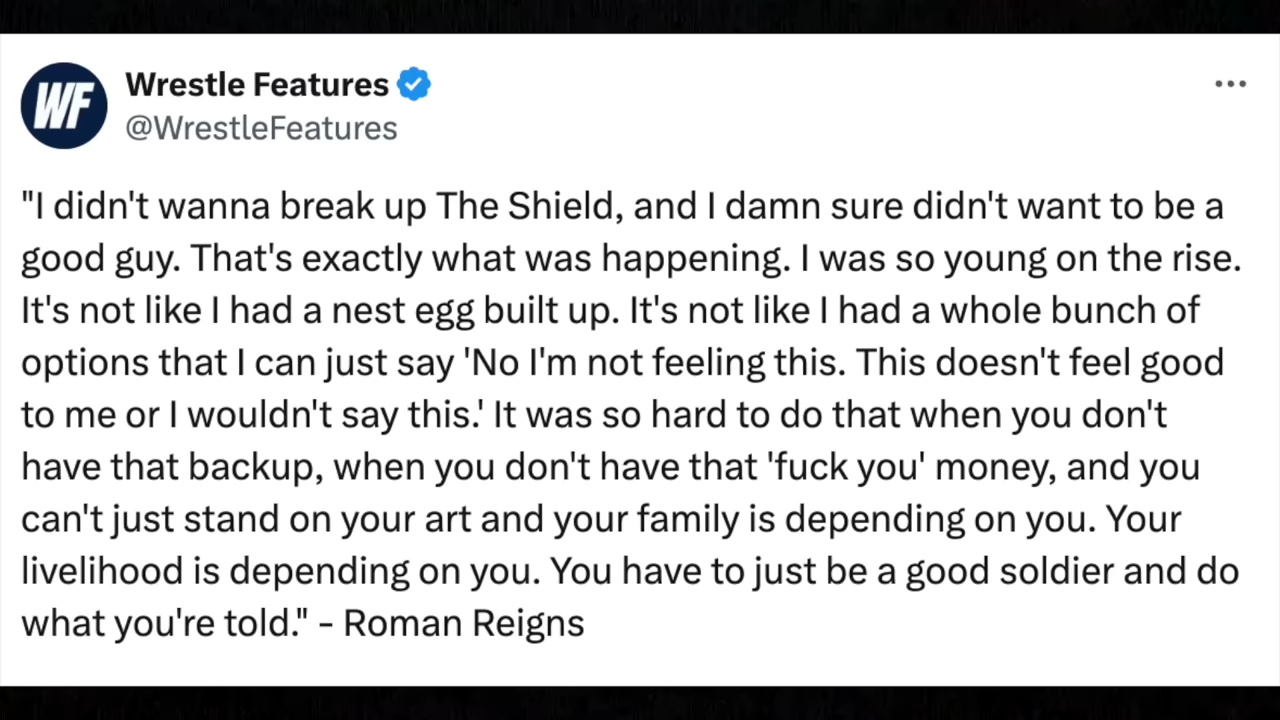 WF
Wrestle Features
@WrestleFeatures
"I didn't wanna break up The Shield, and I damn sure didn't want to be a
good guy. That's exactly what was happening. I was so young on the rise.
It's not like I had a nest egg built up. It's not like I had a whole bunch of
options that I can just say 'No I'm not feeling this. This doesn't feel good
to me or I wouldn't say this.' It was so hard to do that when you don't
have that backup, when you don't have that 'fuck you' money, and you
can't just stand on your art and your family is depending on you. Your
livelihood is depending on you. You have to just be a good soldier and do
what you're told." - Roman Reigns